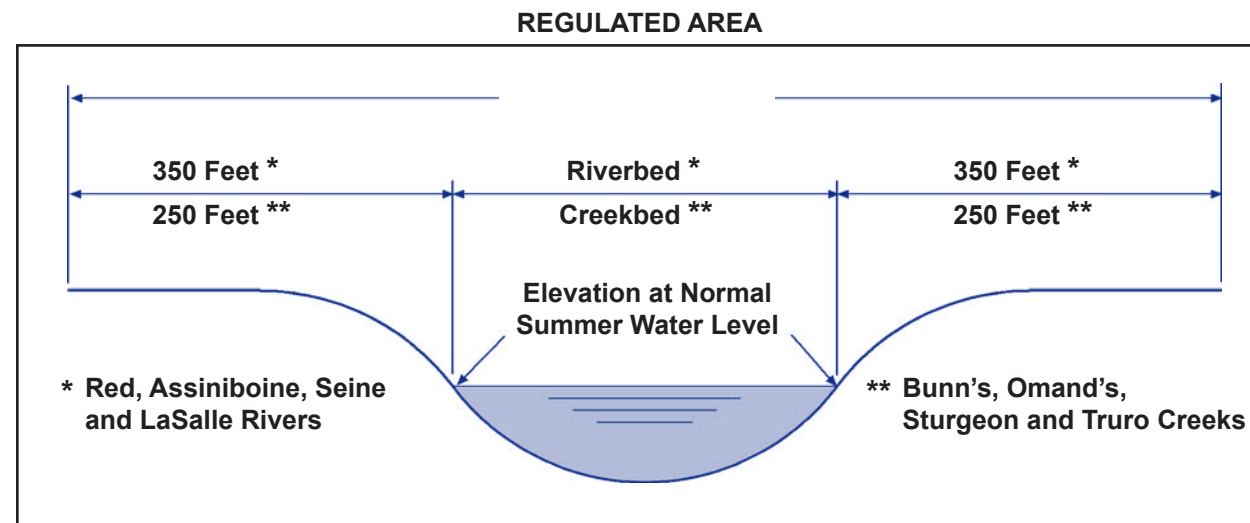 REGULATED AREA
350 Feet *
Riverbed *
350 Feet *
250 Feet **
Creekbed **
250 Feet **
Elevation at Normal
Summer Water Level
* Red, Assiniboine, Seine
and LaSalle Rivers
** Bunn's, Omand's,
Sturgeon and Truro Creeks